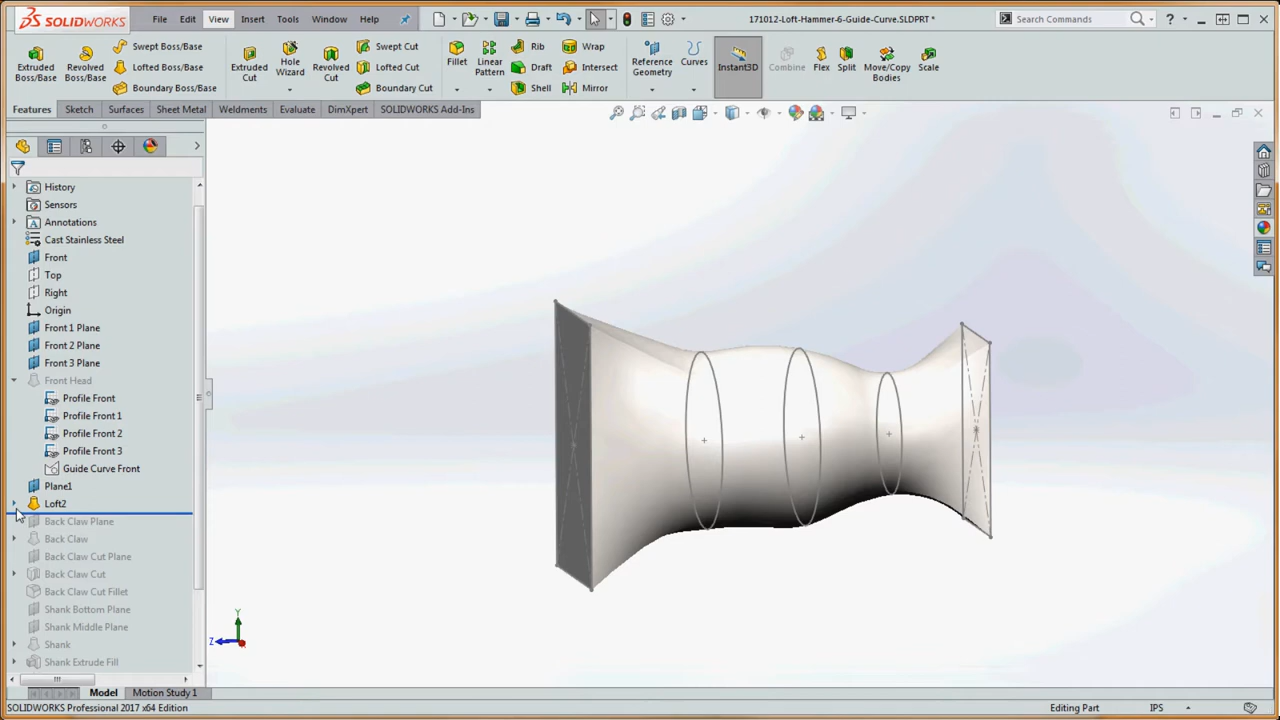 SOLIDWORKS File Edit View Insert Tools Window Help 171012-Loft-Hammer-6-Guide-Curve.SLDPRT * Search Commands ?
Extruded Boss/Base
Revolved Boss/Base
Swept Boss/Base
Lofted Boss/Base
Boundary Boss/Base
Extruded Cut
Hole Wizard
Revolved Cut
Swept Cut
Lofted Cut
Boundary Cut
Fillet
Linear Pattern
Rib
Draft
Shell
Wrap
Intersect
Mirror
Reference Geometry
Curves
Instant3D
Combine
Flex
Split
Move/Copy Bodies
Scale
Features Sketch Surfaces Sheet Metal Weldments Evaluate DimXpert SOLIDWORKS Add-Ins
History
Sensors
Annotations
Cast Stainless Steel
Front
Top
Right
Origin
Front 1 Plane
Front 2 Plane
Front 3 Plane
Front Head
Profile Front
Profile Front 1
Profile Front 2
Profile Front 3
Guide Curve Front
Plane1
Loft2
Back Claw Plane
Back Claw
Back Claw Cut Plane
Back Claw Cut
Back Claw Cut Fillet
Shank Bottom Plane
Shank Middle Plane
Shank
Shank Extrude Fill
Y
Z
Model Motion Study 1
SOLIDWORKS Professional 2017 x64 Edition Editing Part IPS